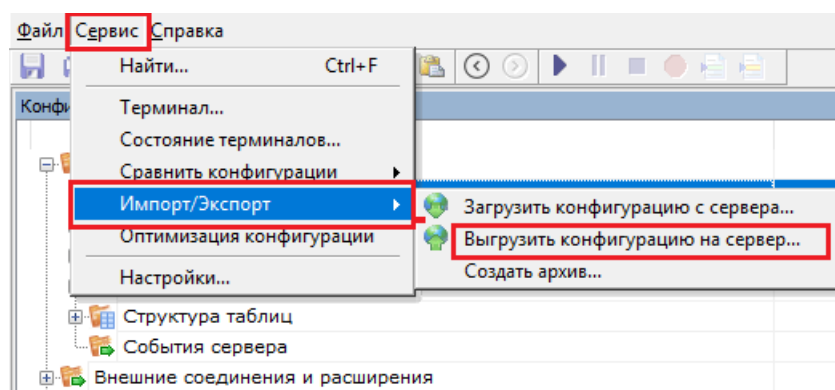 Файл Сервис Справка
Найти... Ctrl+F
Конфи
Терминал...
Состояние терминалов...
Сравнить конфигурации
Импорт/Экспорт
Загрузить конфигурацию с сервера...
Оптимизация конфигурации
Выгрузить конфигурацию на сервер...
Настройки...
Создать архив...
Структура таблиц
События сервера
Внешние соединения и расширения